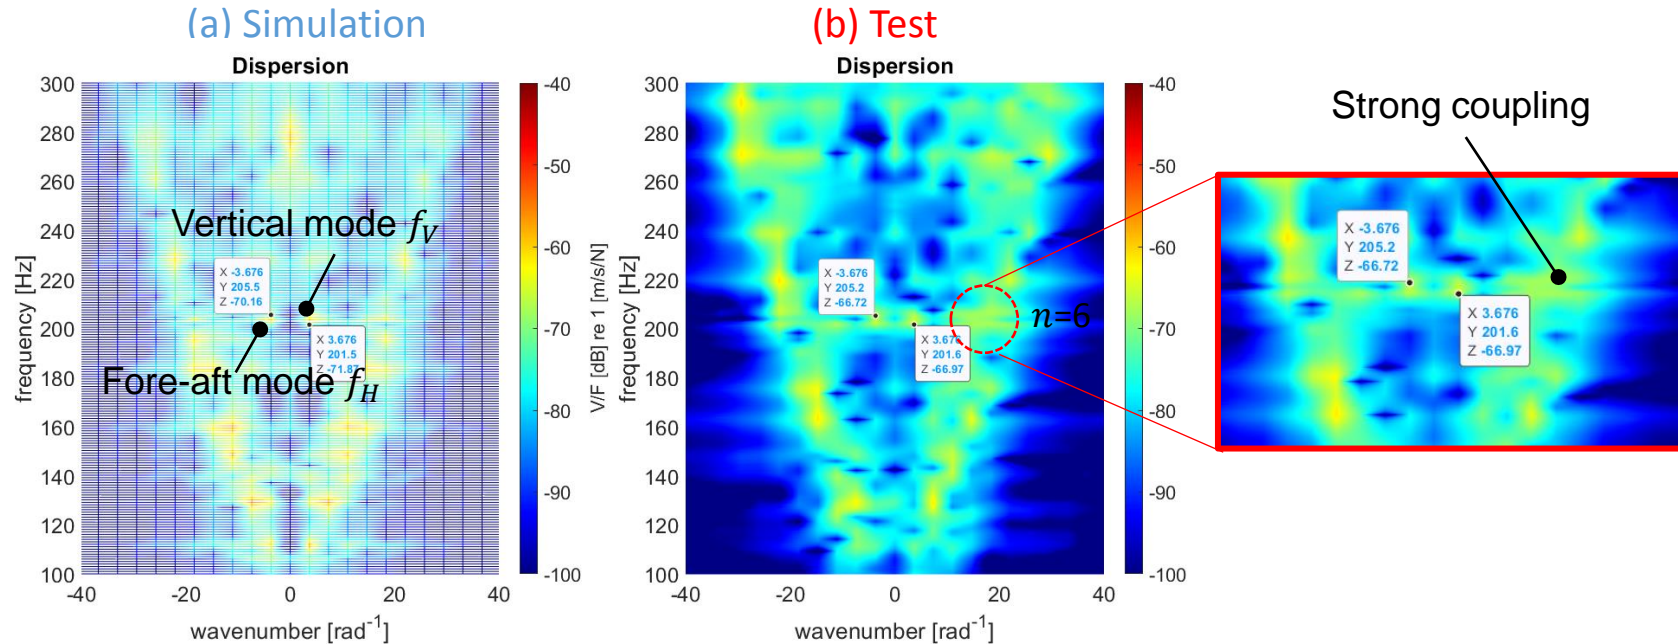 (a) Simulation
Dispersion
300
280
260
240
220
200
180
160
140
120
100
frequency [Hz]
-40
-20
0
20
40
wavenumber [rad⁻¹]
Vertical mode f_V
X -3.676
Y 205.5
Z -70.16
X 3.676
Y 201.5
Z -71.87
Fore-aft mode f_H
-40
-50
-60
-70
-80
-90
-100
V/F [dB] re 1 [m/s/N]
(b) Test
Dispersion
300
280
260
240
220
200
180
160
140
120
100
frequency [Hz]
-40
-20
0
20
40
wavenumber [rad⁻¹]
X -3.676
Y 205.2
Z -66.72
X 3.676
Y 201.6
Z -66.97
n=6
-40
-50
-60
-70
-80
-90
-100
Strong coupling
X -3.676
Y 205.2
Z -66.72
X 3.676
Y 201.6
Z -66.97